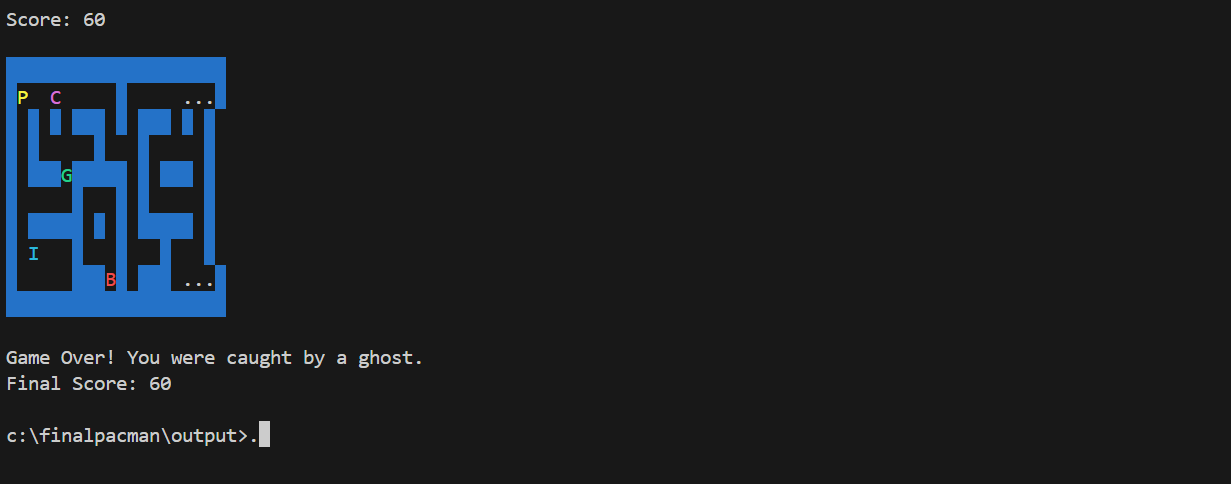 Score: 60
P C ...
G
I
B ...
Game Over! You were caught by a ghost.
Final Score: 60
c:\finalpacman\output>.